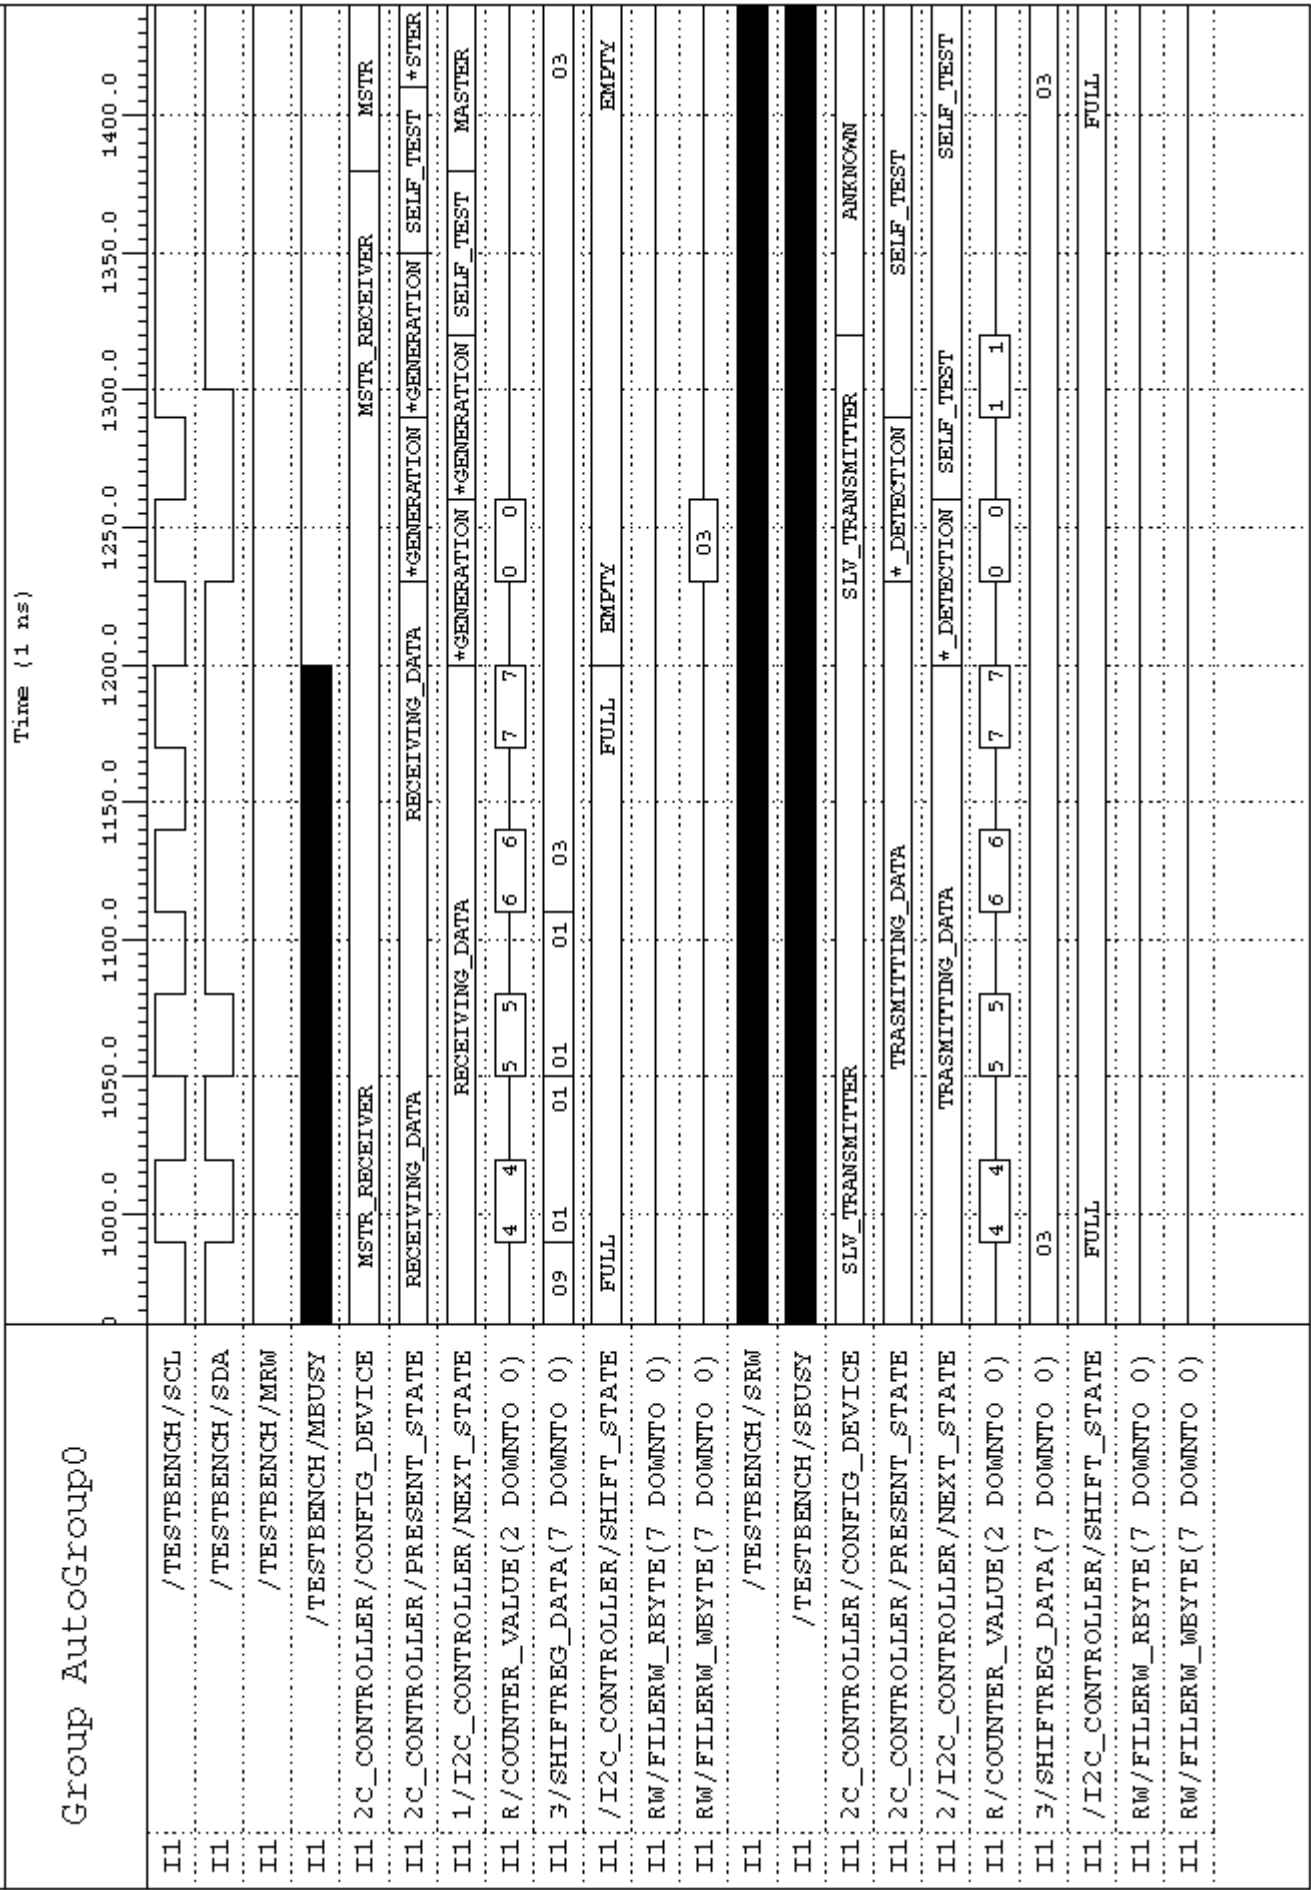 Group AutoGroup0
Time (1 ns)
0 1000.0 1050.0 1100.0 1150.0 1200.0 1250.0 1300.0 1350.0 1400.0
I1 /TESTBENCH/SCL
I1 /TESTBENCH/SDA
I1 /TESTBENCH/MRW
I1 /TESTBENCH/MBUSY
I1 2C_CONTROLLER/CONFIG_DEVICE MSTR_RECEIVER MSTR_RECEIVER MSTR
I1 2C_CONTROLLER/PRESENT_STATE RECEIVING_DATA RECEIVING_DATA *GENERATION *GENERATION SELF_TEST *STER
I1 1/I2C_CONTROLLER/NEXT_STATE RECEIVING_DATA *GENERATION *GENERATION SELF_TEST MASTER
I1 R/COUNTER_VALUE(2 DOWNTO 0) 4 4 5 5 6 6 7 7 0 0
I1 3/SHIFTREG_DATA(7 DOWNTO 0) 09 01 01 01 01 03 03
I1 /I2C_CONTROLLER/SHIFT_STATE FULL FULL EMPTY EMPTY
I1 RW/FILERW_RBYTE(7 DOWNTO 0)
I1 RW/FILERW_WBYTE(7 DOWNTO 0) 03
I1 /TESTBENCH/SRW
I1 /TESTBENCH/SBUSY
I1 2C_CONTROLLER/CONFIG_DEVICE SLV_TRANSMITTER SLV_TRANSMITTER ANKNOWN
I1 2C_CONTROLLER/PRESENT_STATE TRASMITTING_DATA *_DETECTION SELF_TEST
I1 2/I2C_CONTROLLER/NEXT_STATE TRASMITTING_DATA *_DETECTION SELF_TEST SELF_TEST
I1 R/COUNTER_VALUE(2 DOWNTO 0) 4 4 5 5 6 6 7 7 0 0 1 1
I1 3/SHIFTREG_DATA(7 DOWNTO 0) 03 03
I1 /I2C_CONTROLLER/SHIFT_STATE FULL FULL
I1 RW/FILERW_RBYTE(7 DOWNTO 0)
I1 RW/FILERW_WBYTE(7 DOWNTO 0)